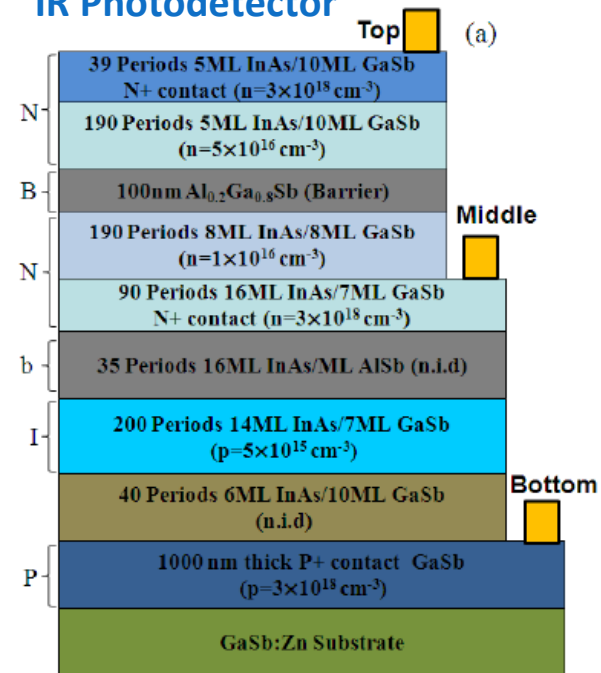 IR Photodetector
Top
(a)
39 Periods 5ML InAs/10ML GaSb
N+ contact (n=3×10¹⁸ cm⁻³)
N
190 Periods 5ML InAs/10ML GaSb
(n=5×10¹⁶ cm⁻³)
B
100nm Al₀.₂Ga₀.₈Sb (Barrier)
Middle
190 Periods 8ML InAs/8ML GaSb
(n=1×10¹⁶ cm⁻³)
N
90 Periods 16ML InAs/7ML GaSb
N+ contact (n=3×10¹⁸ cm⁻³)
b
35 Periods 16ML InAs/ML AlSb (n.i.d)
I
200 Periods 14ML InAs/7ML GaSb
(p=5×10¹⁵ cm⁻³)
Bottom
40 Periods 6ML InAs/10ML GaSb
(n.i.d)
P
1000 nm thick P+ contact GaSb
(p=3×10¹⁸ cm⁻³)
GaSb:Zn Substrate